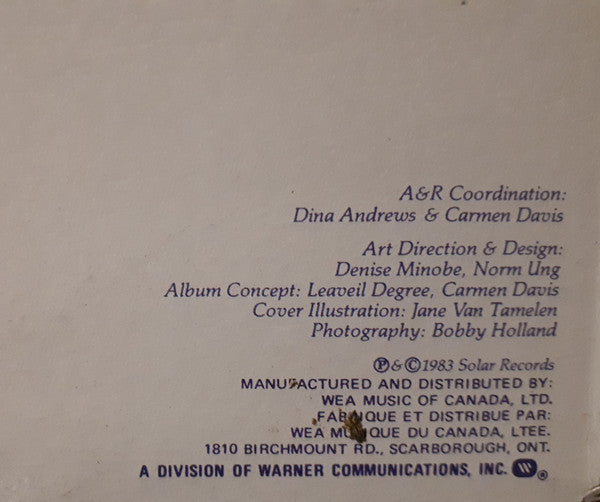 A&R Coordination:
Dina Andrews & Carmen Davis
Art Direction & Design:
Denise Minobe, Norm Ung
Album Concept: Leaveil Degree, Carmen Davis
Cover Illustration: Jane Van Tamelen
Photography: Bobby Holland
℗&©1983 Solar Records
MANUFACTURED AND DISTRIBUTED BY:
WEA MUSIC OF CANADA, LTD.
FABRIQUE ET DISTRIBUE PAR:
WEA MUSIQUE DU CANADA, LTEE.
1810 BIRCHMOUNT RD., SCARBOROUGH, ONT.
A DIVISION OF WARNER COMMUNICATIONS, INC. ®